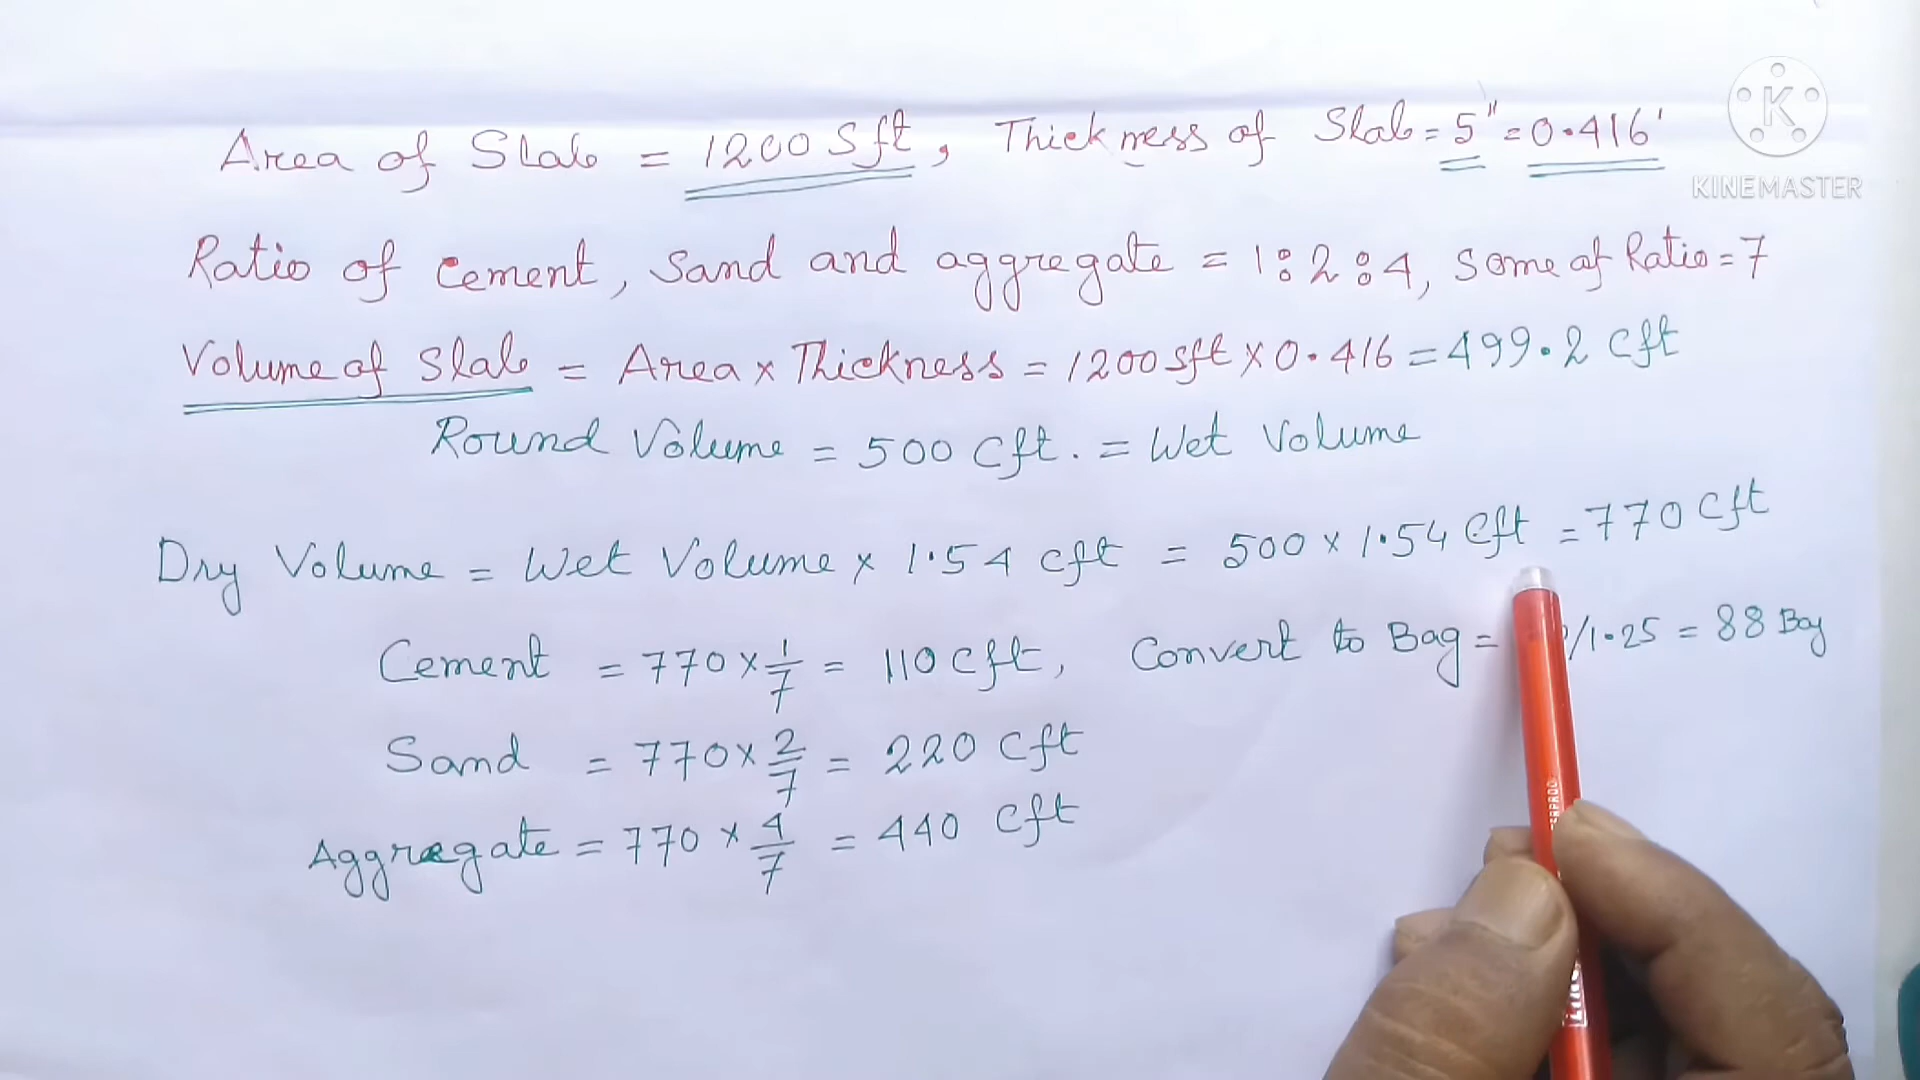 Area of Slab = 1200 Sft, Thickness of Slab = 5" = 0.416'
K
KINEMASTER
Ratio of Cement, Sand and aggregate = 1:2:4, Some of Ratio = 7
Volume of Slab = Area x Thickness = 1200 sft x 0.416 = 499.2 Cft
Round Volume = 500 Cft. = Wet Volume
Dry Volume = Wet Volume x 1.54 cft = 500 x 1.54 Cft = 770 Cft
Cement = 770 x 1/7 = 110 Cft, Convert to Bag = /1.25 = 88 Bag
Sand = 770 x 2/7 = 220 Cft
Aggregate = 770 x 4/7 = 440 Cft